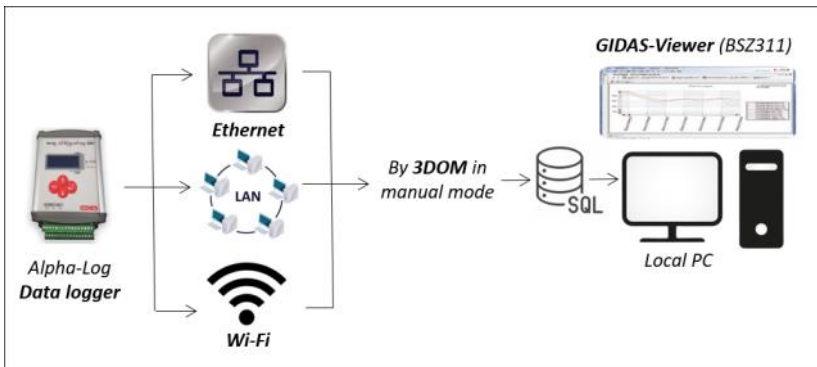 GIDAS-Viewer (BSZ311)
Ethernet
LAN
By 3DOM in
manual mode
SQL
Alpha-Log
Data logger
Wi-Fi
Local PC